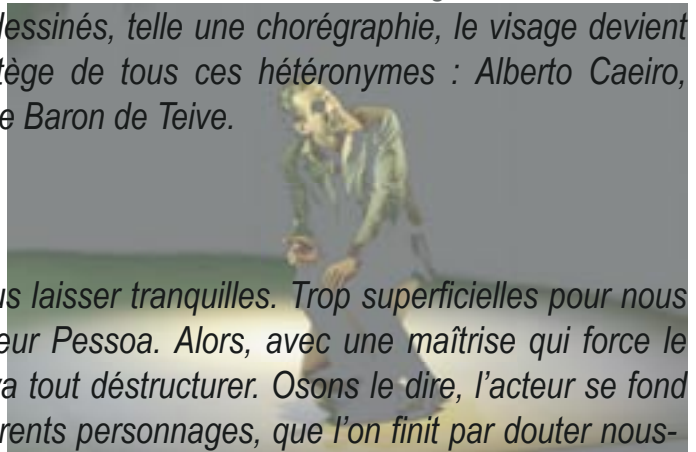 dessinés, telle une chorégraphie, le visage devient
tège de tous ces hétéronymes : Alberto Caeiro,
e Baron de Teive.
us laisser tranquilles. Trop superficielles pour nous
eur Pessoa. Alors, avec une maîtrise qui force le
va tout déstructurer. Osons le dire, l’acteur se fond
rents personnages, que l’on finit par douter nous-